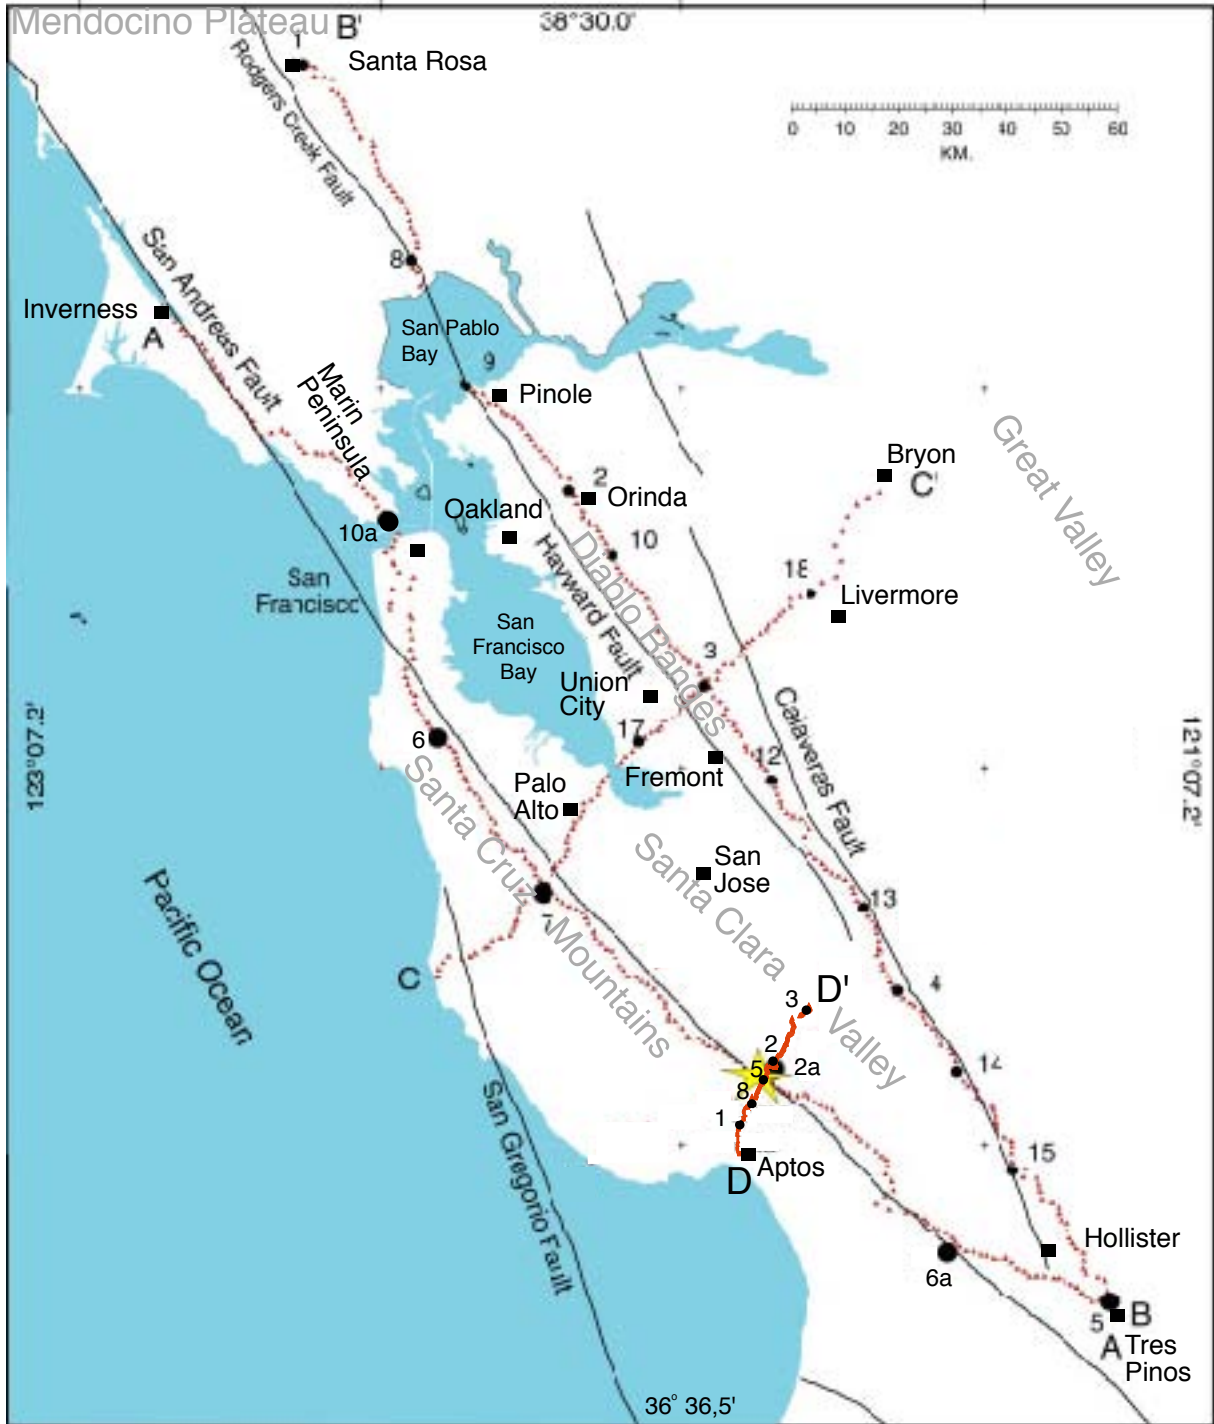 Mendocino Plateau
B'
38°30.0'
1
Santa Rosa
Rodgers Creek Fault
0 10 20 30 40 50 60
KM.
8
San Andreas Fault
Inverness
A
San Pablo
Bay
9
Pinole
Marin
Peninsula
Great Valley
Bryon
C'
2
Orinda
Oakland
10a
10
Hayward Fault
Diablo Ranges
18
Livermore
San
Francisco
San
Francisco
Bay
3
Union
City
17
Calaveras Fault
123°07.2'
121°07.2'
6
Fremont
12
Palo
Alto
Santa Cruz Mountains
San
Jose
Santa Clara Valley
13
Pacific Ocean
C
4
3
D'
2
2a
5
8
1
14
San Gregorio Fault
Aptos
D
15
Hollister
6a
5
B
A
Tres
Pinos
36° 36,5'